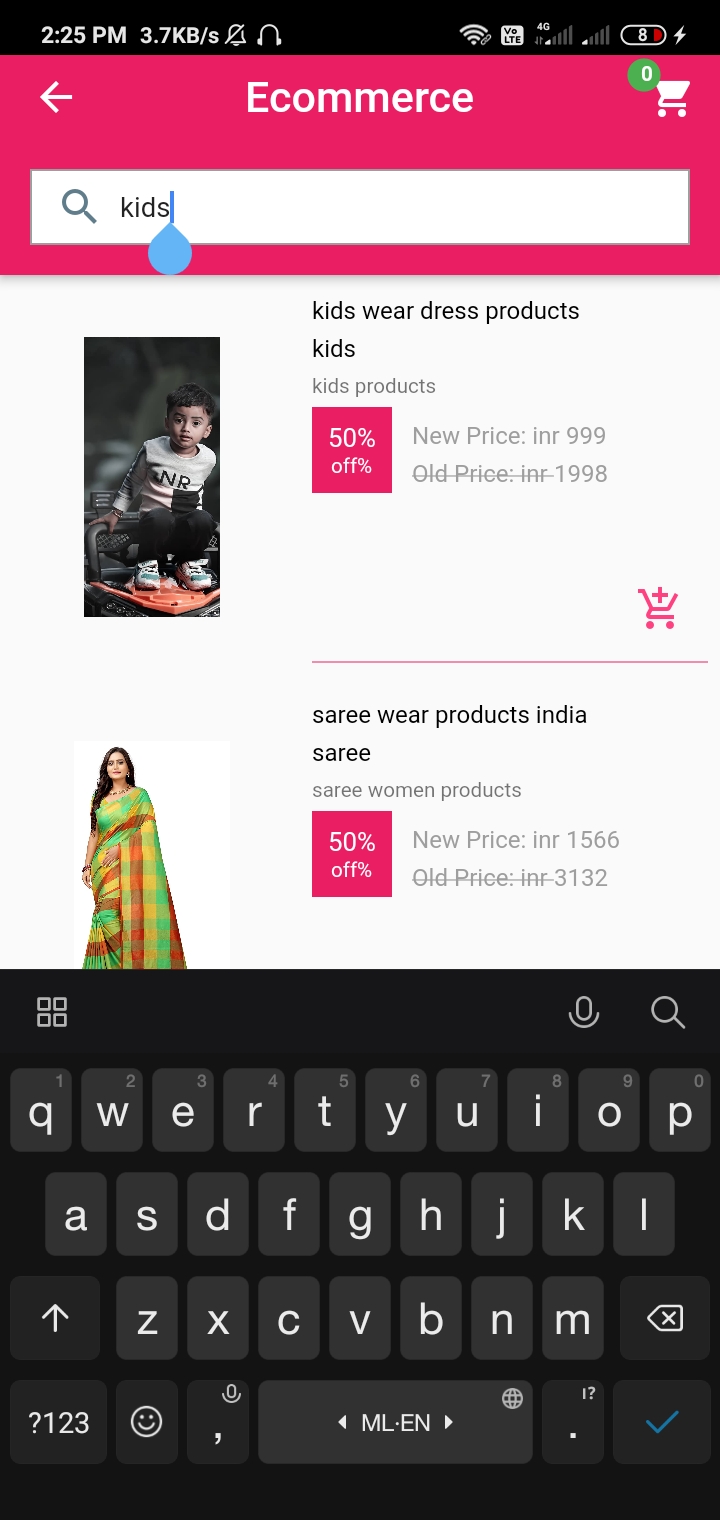 2:25 PM 3.7KB/s Vo LTE 4G 8
Ecommerce 0
kids
kids wear dress products
kids
kids products
50% New Price: inr 999
off% Old Price: inr 1998
NR
saree wear products india
saree
saree women products
50% New Price: inr 1566
off% Old Price: inr 3132
1 2 3 4 5 6 7 8 9 0
q w e r t y u i o p
a s d f g h j k l
z x c v b n m
?123 , ML·EN . !?